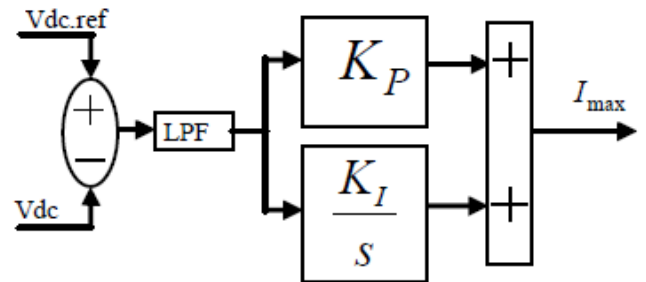 Vdc.ref
+
−
Vdc
LPF
K_P
K_I
s
+
+
I_max